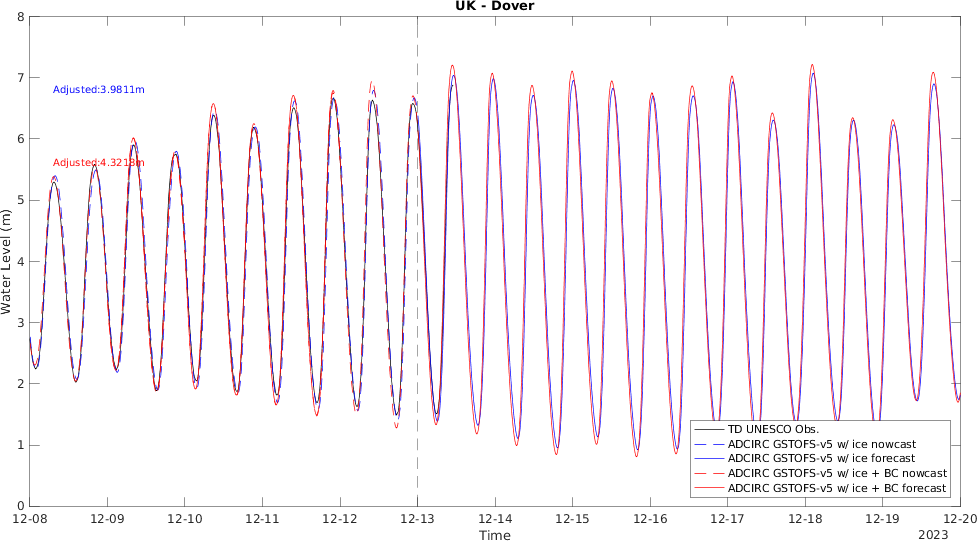 UK - Dover
8
7
6
5
4
3
2
1
0
Water Level (m)
Adjusted:3.9811m
Adjusted:4.3218m
TD UNESCO Obs.
ADCIRC GSTOFS-v5 w/ ice nowcast
ADCIRC GSTOFS-v5 w/ ice forecast
ADCIRC GSTOFS-v5 w/ ice + BC nowcast
ADCIRC GSTOFS-v5 w/ ice + BC forecast
12-08 12-09 12-10 12-11 12-12 12-13 12-14 12-15 12-16 12-17 12-18 12-19 12-20
Time
2023